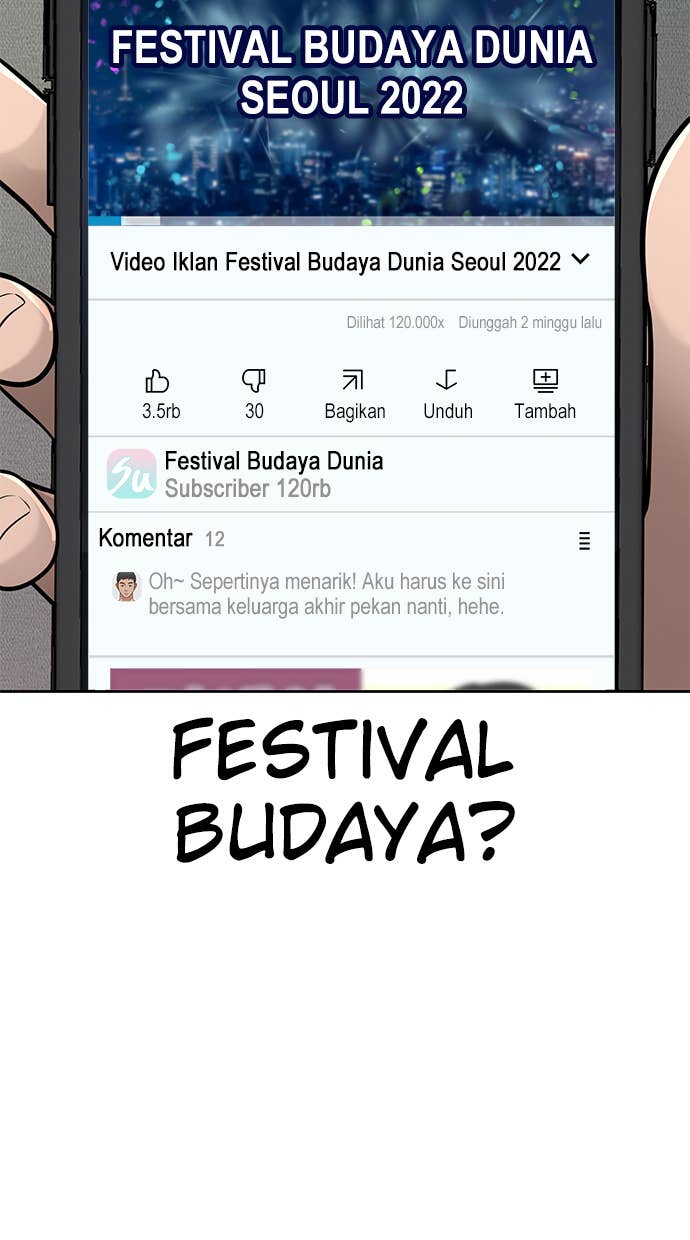 FESTIVAL BUDAYA DUNIA
SEOUL 2022
Video Iklan Festival Budaya Dunia Seoul 2022
Dilihat 120.000x Diunggah 2 minggu lalu
3.5rb 30 Bagikan Unduh Tambah
Su
Festival Budaya Dunia
Subscriber 120rb
Komentar 12
Oh~ Sepertinya menarik! Aku harus ke sini
bersama keluarga akhir pekan nanti, hehe.
FESTIVAL
BUDAYA?